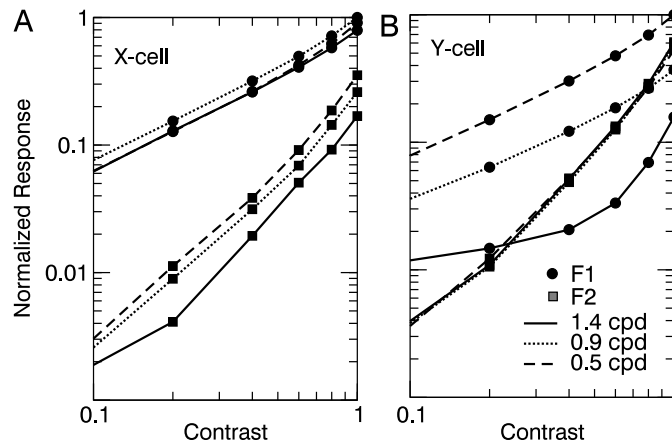 A
X-cell
Normalized Response
1
0.1
0.01
0.1
1
Contrast
B
Y-cell
F1
F2
1.4 cpd
0.9 cpd
0.5 cpd
0.1
Contrast